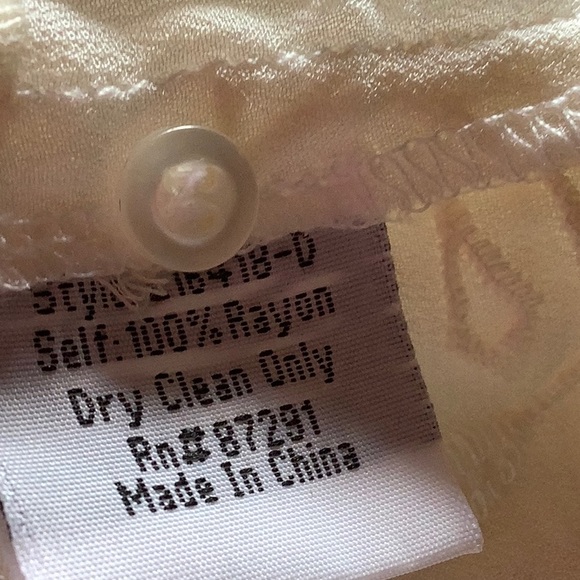 Self: 100% Rayon
Dry Clean Only
Rn# 87291
Made In China